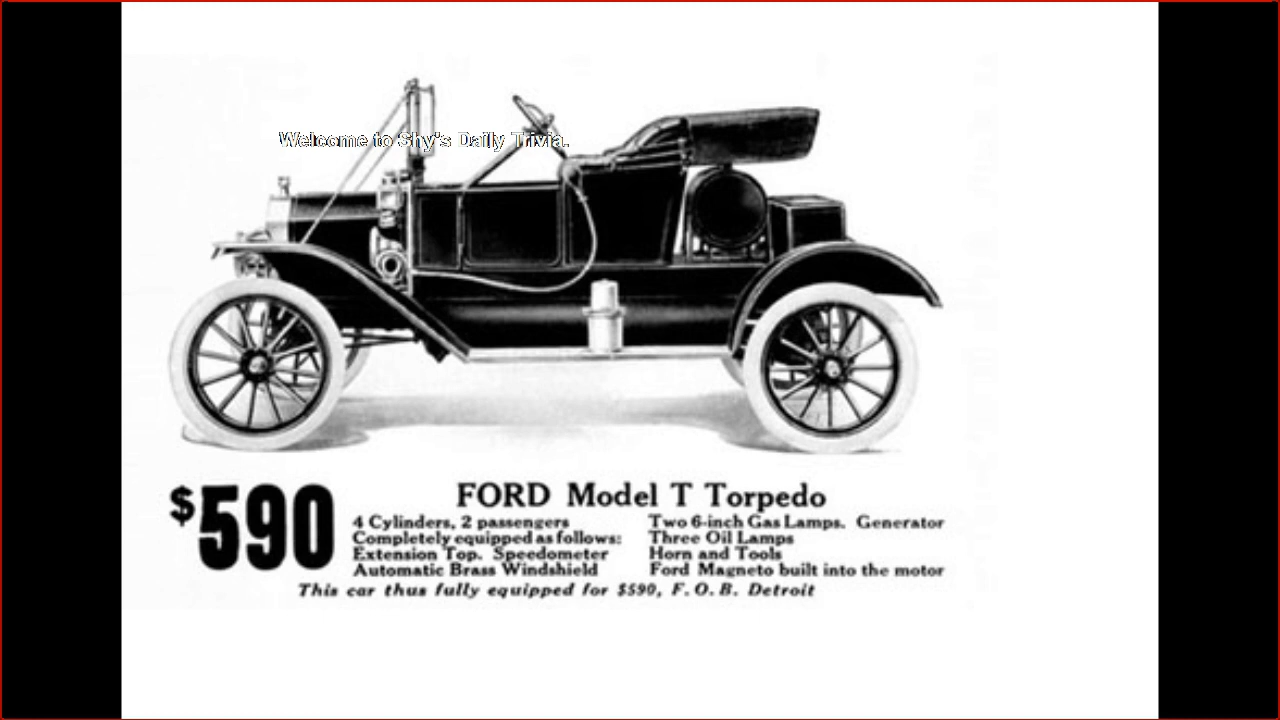 Welcome to Shy's Daily Trivia.
$590
FORD Model T Torpedo
4 Cylinders, 2 passengers
Completely equipped as follows:
Extension Top. Speedometer
Automatic Brass Windshield
Two 6-inch Gas Lamps. Generator
Three Oil Lamps
Horn and Tools
Ford Magneto built into the motor
This car thus fully equipped for $590, F. O. B. Detroit